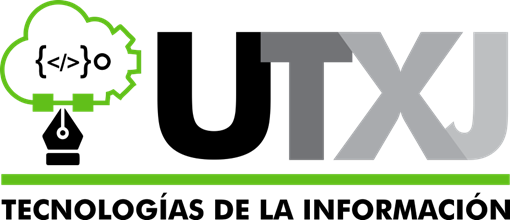 {</>}
UTXJ
TECNOLOGÍAS DE LA INFORMACIÓN